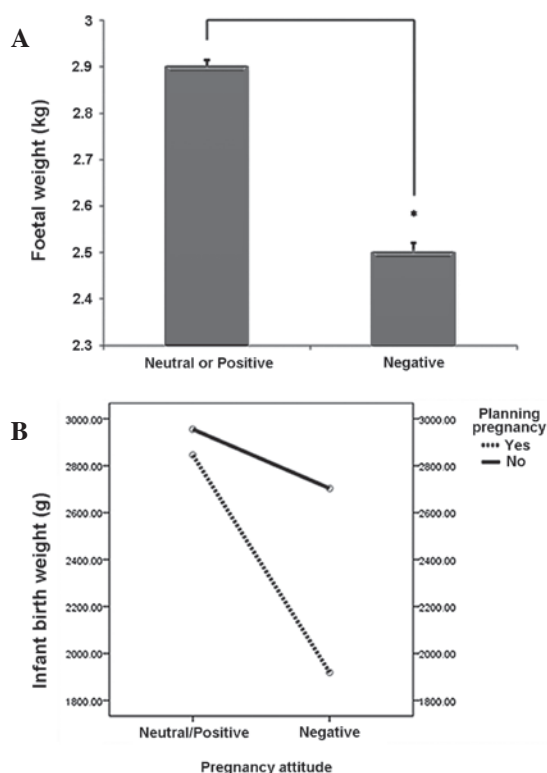 A
Foetal weight (kg)
3
2.9
2.8
2.7
2.6
2.5
2.4
2.3
*
Neutral or Positive
Negative
B
Infant birth weight (g)
3000.00
2800.00
2600.00
2400.00
2200.00
2000.00
1800.00
3000.00
2800.00
2600.00
2400.00
2200.00
2000.00
1800.00
Planning
pregnancy
Yes
No
Neutral/Positive
Negative
Pregnancy attitude